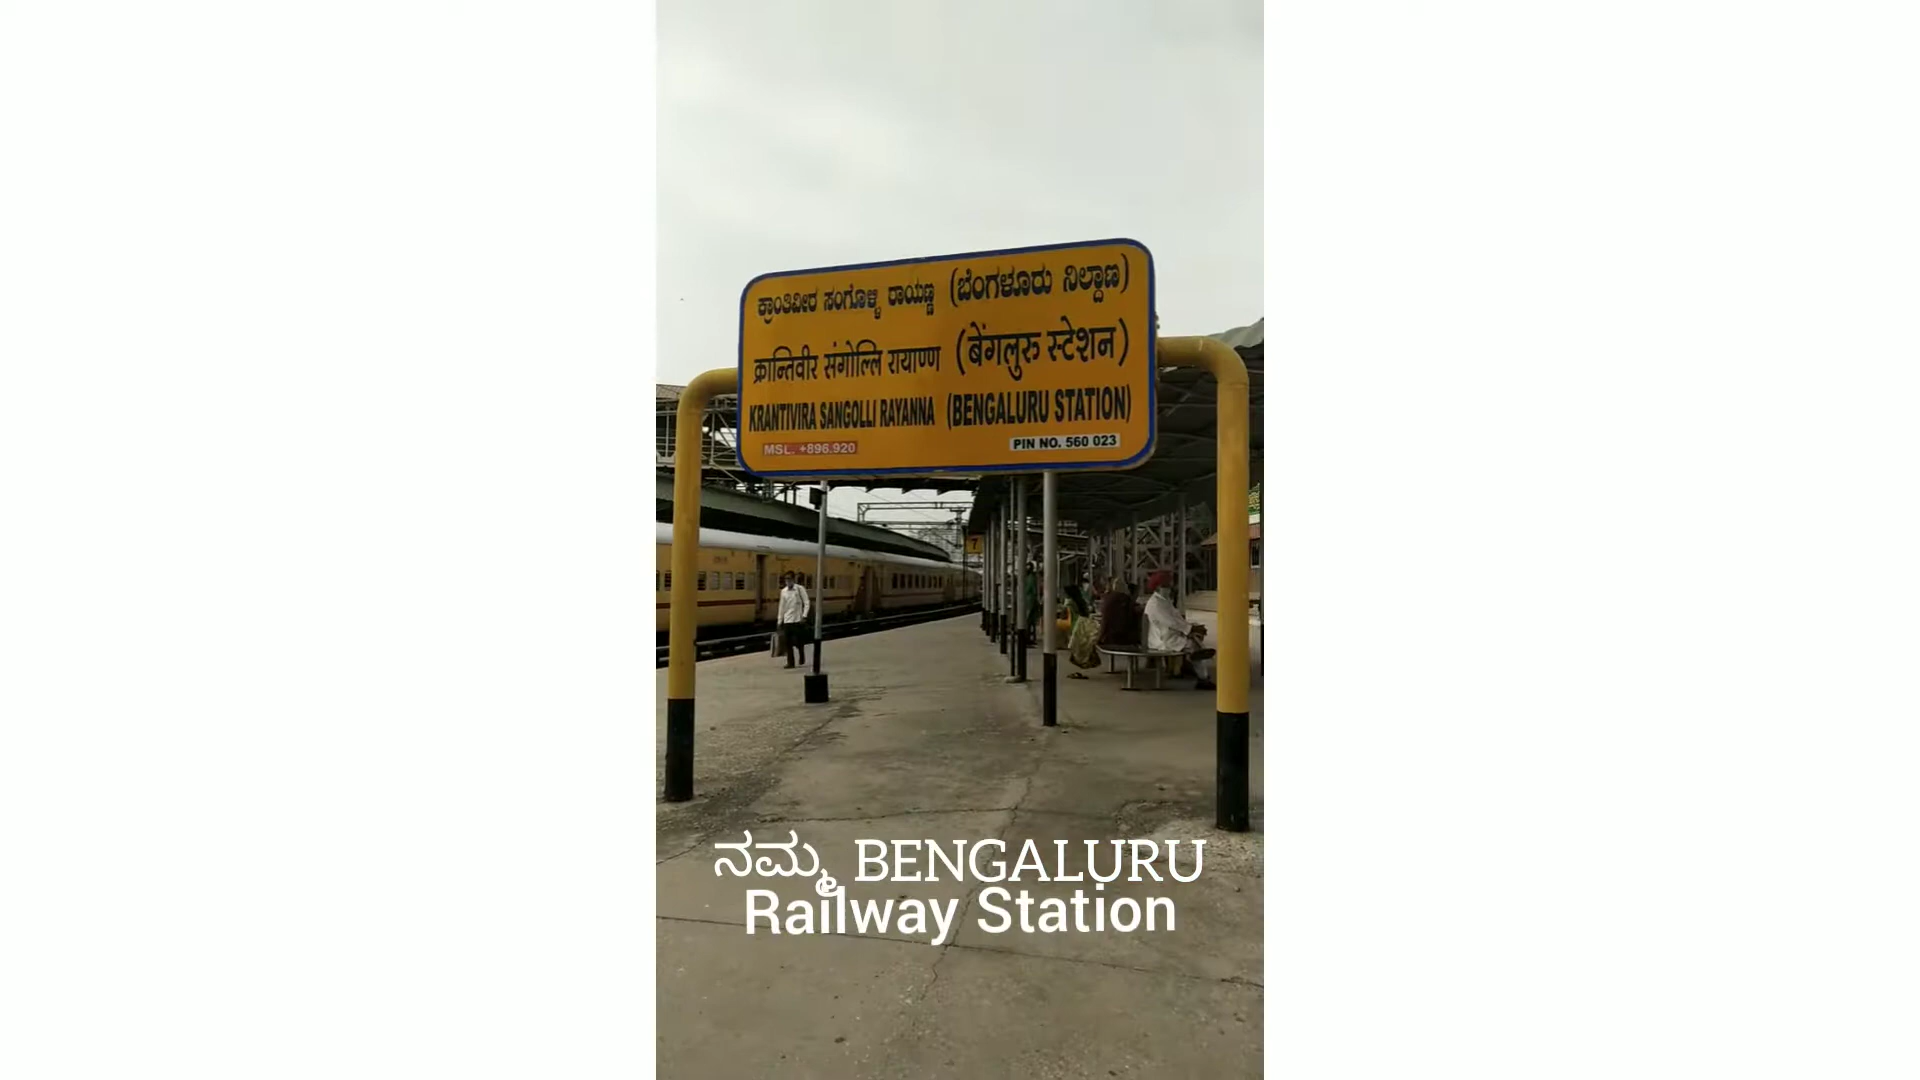 ಕ್ರಾಂತಿವೀರ ಸಂಗೊಳ್ಳಿ ರಾಯಣ್ಣ (ಬೆಂಗಳೂರು ನಿಲ್ದಾಣ)
क्रान्तिवीर संगोल्लि रायाण्ण (बेंगलुरु स्टेशन)
KRANTIVIRA SANGOLLI RAYANNA (BENGALURU STATION)
MSL. +896.920 PIN NO. 560 023
7
ನಮ್ಮ BENGALURU
Railway Station